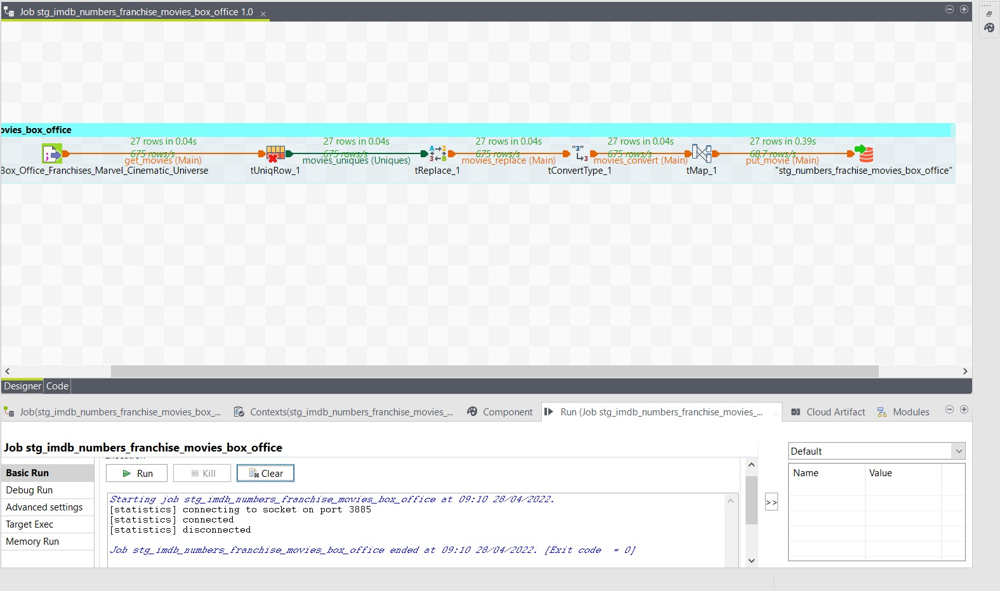 Job stg_imdb_numbers_franchise_movies_box_office 1.0
ovies_box_office
27 rows in 0.04s
27 rows in 0.04s
27 rows in 0.04s
27 rows in 0.04s
27 rows in 0.39s
675 rows/s
675 rows/s
675 rows/s
675 rows/s
68.7 rows/s
get_movies (Main)
movies_uniques (Uniques)
movies_replace (Main)
movies_convert (Main)
put_movie (Main)
Box_Office_Franchises_Marvel_Cinematic_Universe
tUniqRow_1
tReplace_1
tConvertType_1
tMap_1
"stg_numbers_frachise_movies_box_office"
Designer
Code
Job(stg_imdb_numbers_franchise_movies_box_...
Contexts(stg_imdb_numbers_franchise_movies_...
Component
Run (Job stg_imdb_numbers_franchise_movies_...
Cloud Artifact
Modules
Job stg_imdb_numbers_franchise_movies_box_office
Basic Run
Debug Run
Advanced settings
Target Exec
Memory Run
Run
Kill
Clear
Starting job stg_imdb_numbers_franchise_movies_box_office at 09:10 28/04/2022.
[statistics] connecting to socket on port 3885
[statistics] connected
[statistics] disconnected
Job stg_imdb_numbers_franchise_movies_box_office ended at 09:10 28/04/2022. [Exit code  = 0]
>>
Default
Name
Value